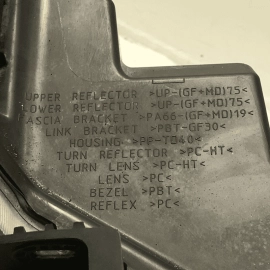 UPPER REFLECTOR >UP-(GF+MD)75<
LOWER REFLECTOR >UP-(GF+MD)75<
FASCIA BRACKET >PA66-(GF+MD)19<
LINK BRACKET >PBT-GF30<
HOUSING >PP-TD40<
TURN REFLECTOR >PC-HT<
TURN LENS >PC-HT<
LENS >PC<
BEZEL >PBT<
REFLEX >PC<